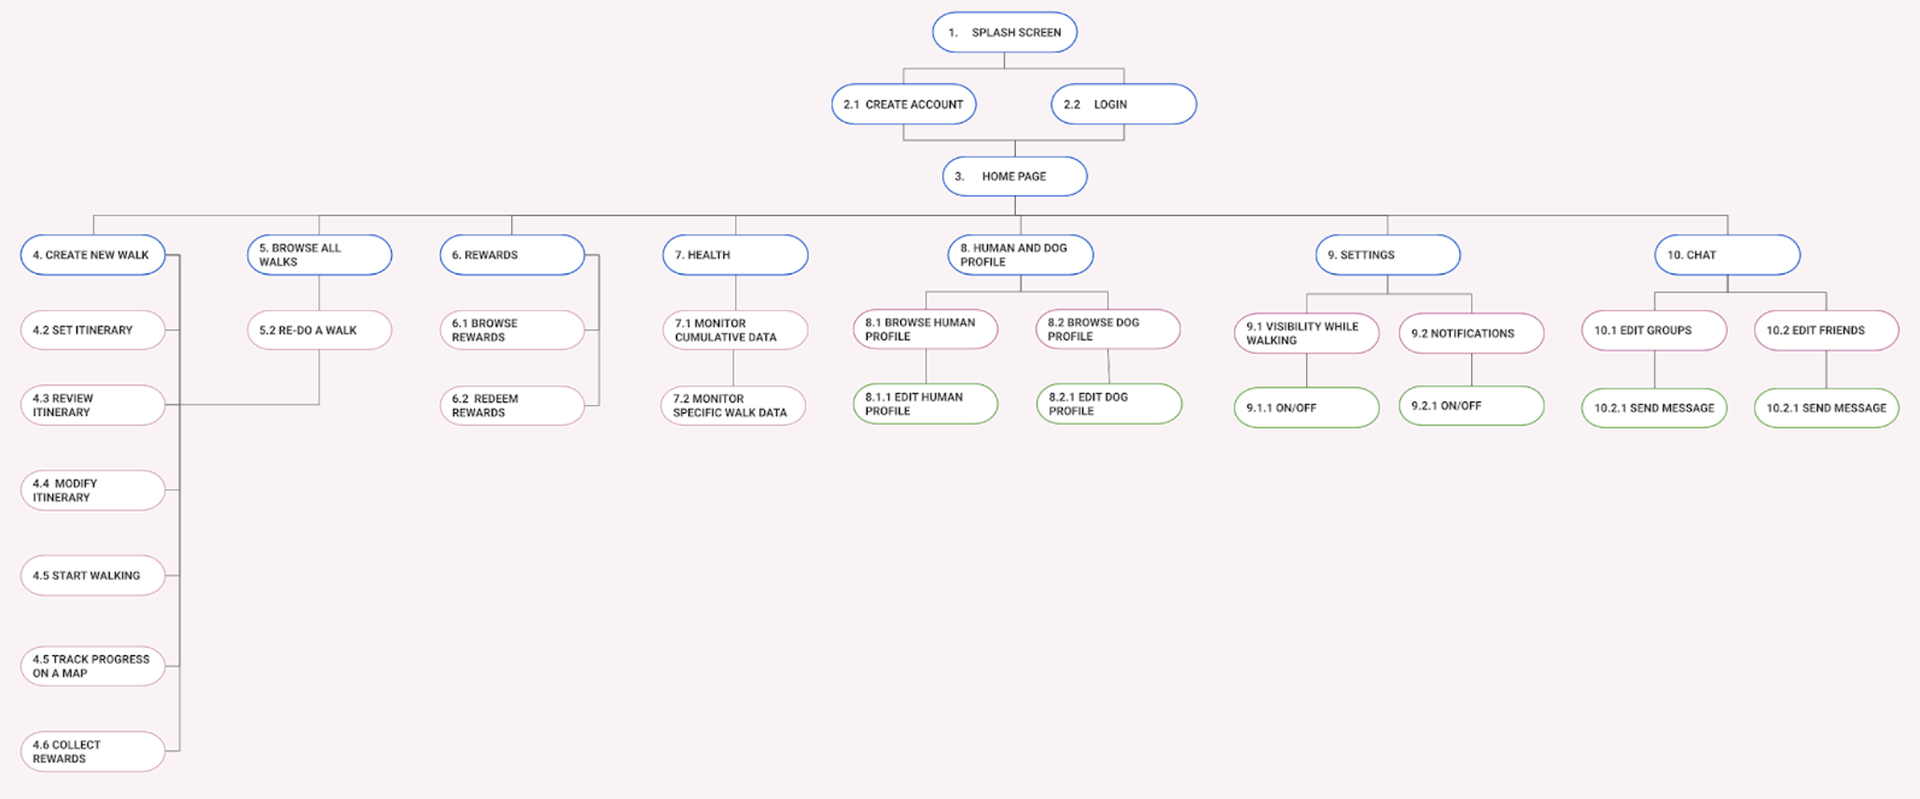 1. SPLASH SCREEN
2.1 CREATE ACCOUNT
2.2 LOGIN
3. HOME PAGE
4. CREATE NEW WALK
5. BROWSE ALL
WALKS
6. REWARDS
7. HEALTH
8. HUMAN AND DOG
PROFILE
9. SETTINGS
10. CHAT
4.2 SET ITINERARY
5.2 RE-DO A WALK
6.1 BROWSE
REWARDS
7.1 MONITOR
CUMULATIVE DATA
8.1 BROWSE HUMAN
PROFILE
8.2 BROWSE DOG
PROFILE
9.1 VISIBILITY WHILE
WALKING
9.2 NOTIFICATIONS
10.1 EDIT GROUPS
10.2 EDIT FRIENDS
4.3 REVIEW
ITINERARY
6.2 REDEEM
REWARDS
7.2 MONITOR
SPECIFIC WALK DATA
8.1.1 EDIT HUMAN
PROFILE
8.2.1 EDIT DOG
PROFILE
9.1.1 ON/OFF
9.2.1 ON/OFF
10.2.1 SEND MESSAGE
10.2.1 SEND MESSAGE
4.4 MODIFY
ITINERARY
4.5 START WALKING
4.5 TRACK PROGRESS
ON A MAP
4.6 COLLECT
REWARDS